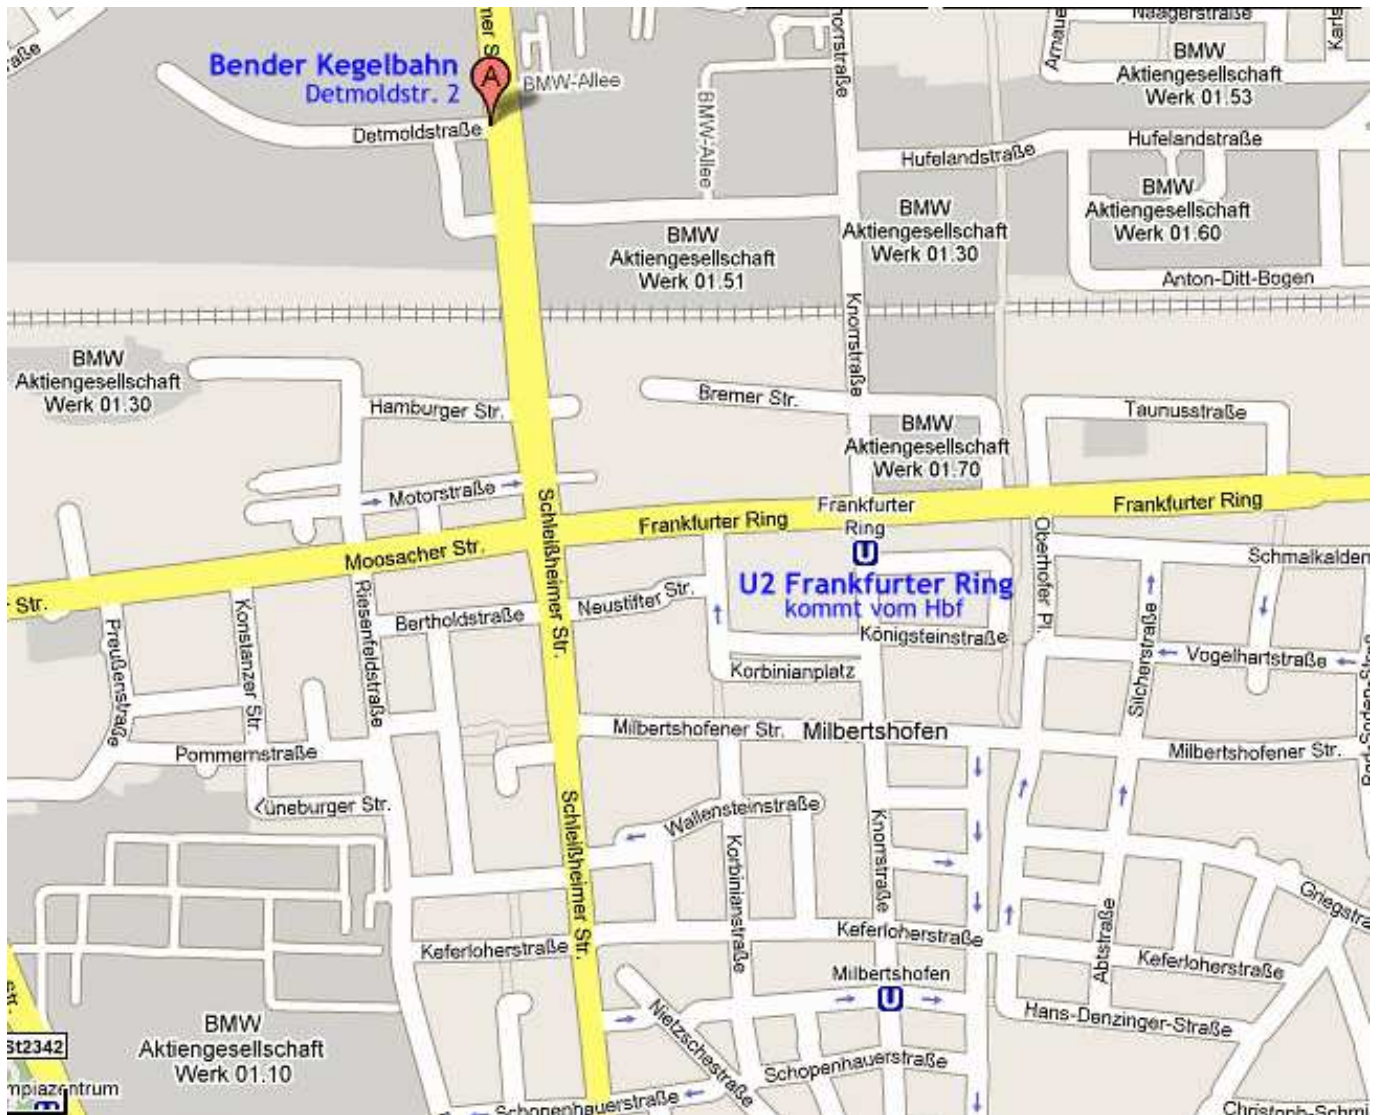 mer S
Bender Kegelbahn
Detmoldstr. 2
A
BMW-Allee
Detmoldstraße
BMW-Allee
Knorrstraße
BMW
Aktiengesellschaft
Werk 01.53
Hufelandstraße
Hufelandstraße
BMW
Aktiengesellschaft
Werk 01.60
BMW
Aktiengesellschaft
Werk 01.30
BMW
Aktiengesellschaft
Werk 01.51
Anton-Ditt-Bogen
Knorrstraße
BMW
Aktiengesellschaft
Werk 01.30
Hamburger Str.
Bremer Str.
BMW
Aktiengesellschaft
Werk 01.70
Taunusstraße
Motorstraße
Frankfurter Ring
Frankfurter
Ring
Frankfurter Ring
Moosacher Str.
Schleißheimer Str.
U
U2 Frankfurter Ring
kommt vom Hbf
Oberhofer Pl.
Schmalkalden
r Str.
Preußenstraße
Konstanzer Str.
Riesenfeldstraße
Bertholdstraße
Neustifter Str.
Königsteinstraße
Korbinianplatz
Silcherstraße
Vogelhartstraße
Pommernstraße
Milbertshofener Str.
Milbertshofen
Milbertshofener Str.
Lüneburger Str.
Schleißheimer Str.
Wallensteinstraße
Korbinianstraße
Knorrstraße
Griegstra
Keferloherstraße
Keferloherstraße
Abtstraße
Keferloherstraße
Milbertshofen
U
Hans-Denzinger-Straße
Nietzschestraße
BMW
Aktiengesellschaft
Werk 01.10
St2342
mpiazentrum
Schopenhauerstraße
Schopenhauerstraße
Christoph-Schmi